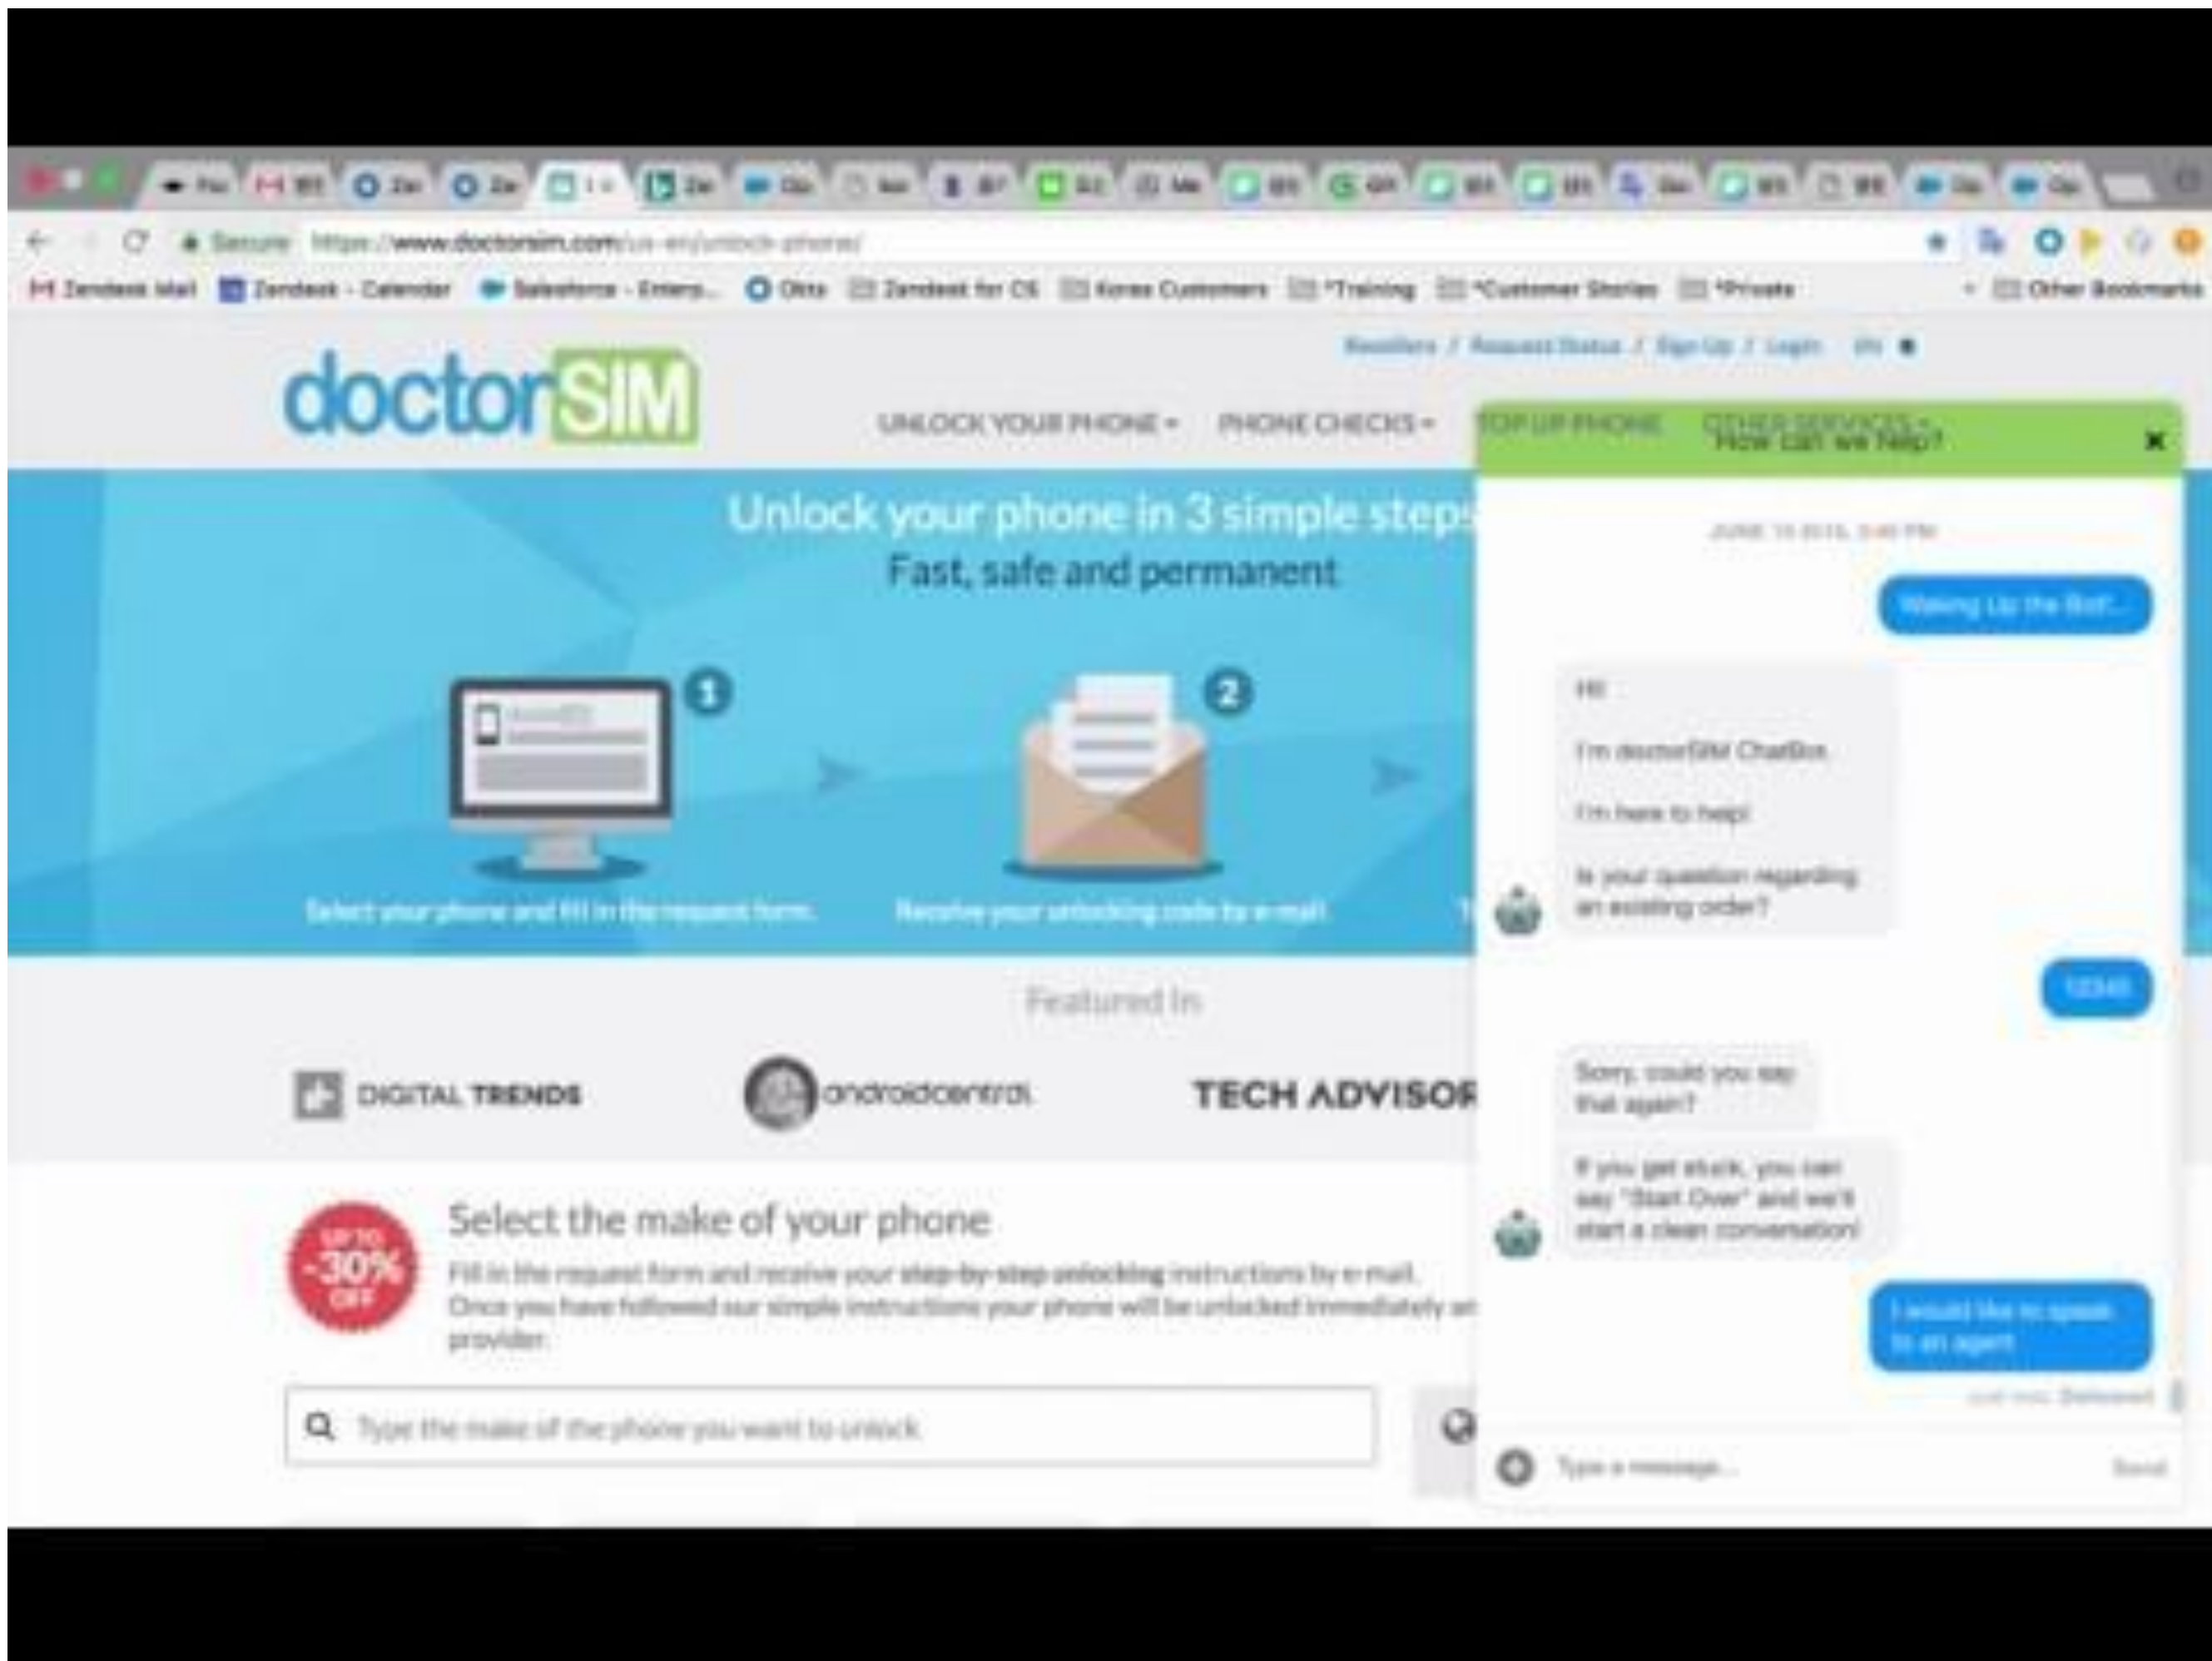 Secure https://www.doctorsim.com/us-en/unlock-phone/
Zendesk Mail Zendesk - Calendar Salesforce - Enterp... Okta Zendesk for CS Korea Customers *Training *Customer Stories *Private Other Bookmarks
Resellers / Request Status / Sign Up / Login EN
doctorSIM
UNLOCK YOUR PHONE PHONE CHECKS TOP UP PHONE OTHER SERVICES
Unlock your phone in 3 simple steps
Fast, safe and permanent
1
2
Select your phone and fill in the request form.
Receive your unlocking code by e-mail.
Featured In
DIGITAL TRENDS
androidcentral
TECH ADVISOR
UP TO
-30%
OFF
Select the make of your phone
Fill in the request form and receive your step-by-step unlocking instructions by e-mail.
Once you have followed our simple instructions your phone will be unlocked immediately
provider.
Type the make of the phone you want to unlock
How can we help?
Waking Up the Bot!...
Hi!
I'm doctorSIM ChatBot.
I'm here to help!
Is your question regarding
an existing order?
12345
Sorry, could you say
that again?
If you get stuck, you can
say "Start Over" and we'll
start a clean conversation!
I would like to speak
to an agent
Delivered
Type a message...
Send